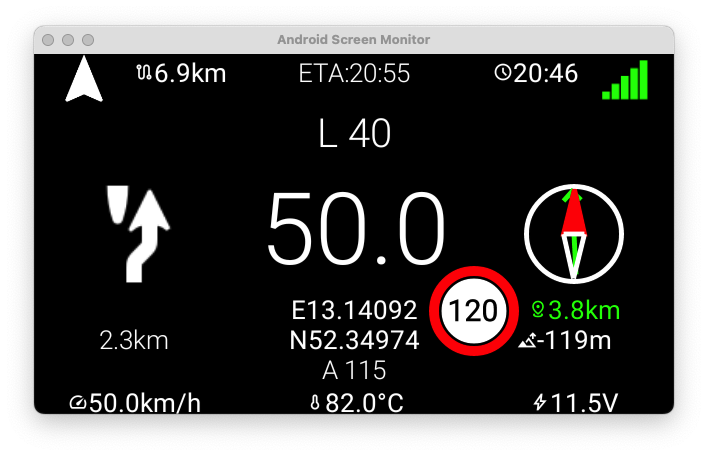 Android Screen Monitor
6.9km ETA:20:55 20:46
L 40
50.0
E13.14092 120 3.8km
2.3km N52.34974 -119m
A 115
50.0km/h 82.0°C 11.5V